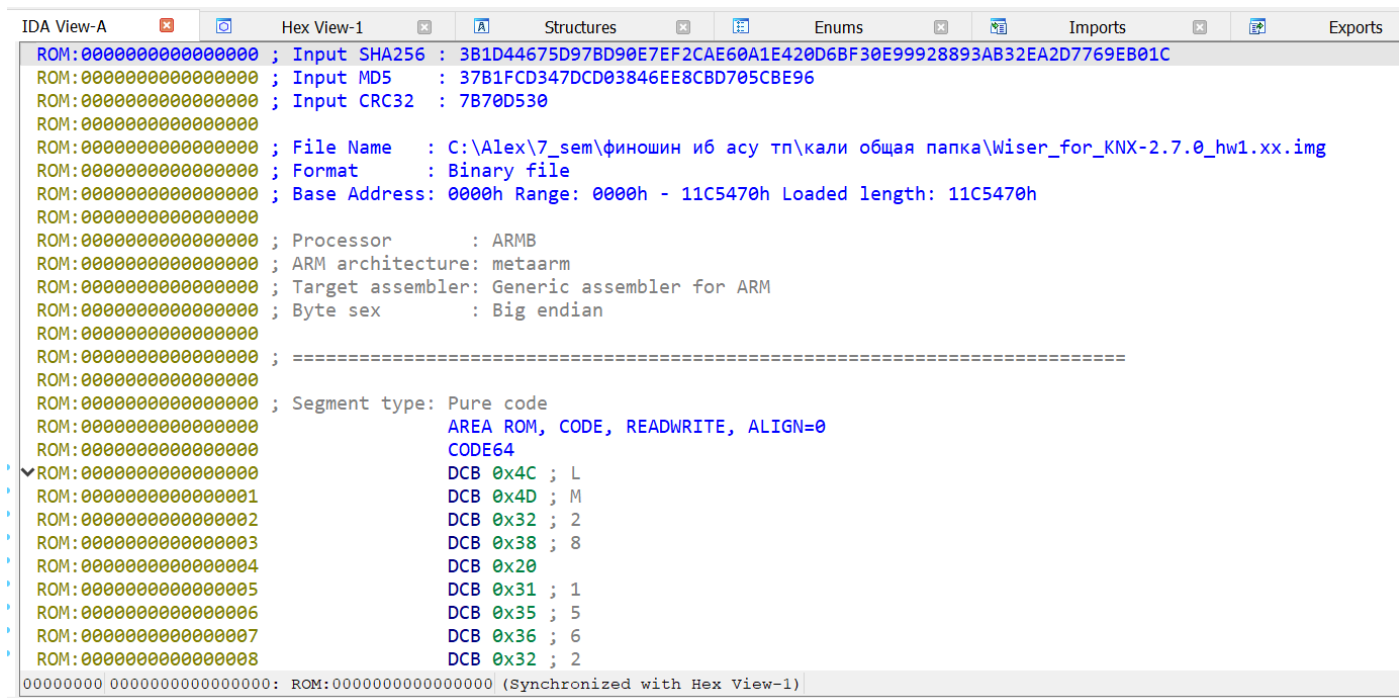 IDA View-A Hex View-1 Structures Enums Imports Exports
ROM:0000000000000000 ; Input SHA256 : 3B1D44675D97BD90E7EF2CAE60A1E420D6BF30E99928893AB32EA2D7769EB01C
ROM:0000000000000000 ; Input MD5    : 37B1FCD347DCD03846EE8CBD705CBE96
ROM:0000000000000000 ; Input CRC32  : 7B70D530
ROM:0000000000000000
ROM:0000000000000000 ; File Name   : C:\Alex\7_sem\финошин иб асу тп\кали общая папка\Wiser_for_KNX-2.7.0_hw1.xx.img
ROM:0000000000000000 ; Format      : Binary file
ROM:0000000000000000 ; Base Address: 0000h Range: 0000h - 11C5470h Loaded length: 11C5470h
ROM:0000000000000000
ROM:0000000000000000 ; Processor       : ARMB
ROM:0000000000000000 ; ARM architecture: metaarm
ROM:0000000000000000 ; Target assembler: Generic assembler for ARM
ROM:0000000000000000 ; Byte sex        : Big endian
ROM:0000000000000000
ROM:0000000000000000 ; ===========================================================================
ROM:0000000000000000
ROM:0000000000000000 ; Segment type: Pure code
ROM:0000000000000000 AREA ROM, CODE, READWRITE, ALIGN=0
ROM:0000000000000000 CODE64
ROM:0000000000000000 DCB 0x4C ; L
ROM:0000000000000001 DCB 0x4D ; M
ROM:0000000000000002 DCB 0x32 ; 2
ROM:0000000000000003 DCB 0x38 ; 8
ROM:0000000000000004 DCB 0x20
ROM:0000000000000005 DCB 0x31 ; 1
ROM:0000000000000006 DCB 0x35 ; 5
ROM:0000000000000007 DCB 0x36 ; 6
ROM:0000000000000008 DCB 0x32 ; 2
00000000 0000000000000000: ROM:0000000000000000 (Synchronized with Hex View-1)